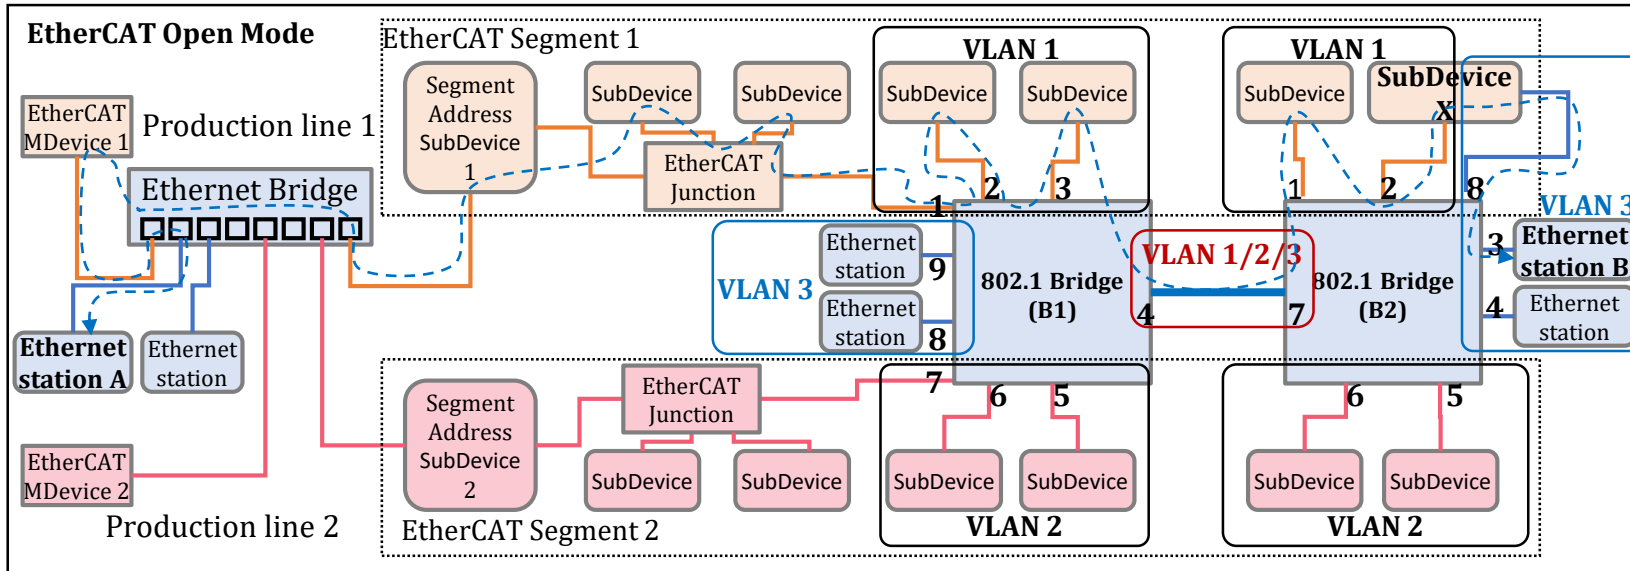 EtherCAT Open Mode
EtherCAT Segment 1
VLAN 1
VLAN 1
EtherCAT
MDevice 1
Production line 1
Segment
Address
SubDevice
1
SubDevice
SubDevice
EtherCAT
Junction
SubDevice
SubDevice
SubDevice
SubDevice
X
Ethernet Bridge
1
2
3
1
2
8
VLAN 3
Ethernet
station
9
Ethernet
station
8
VLAN 3
802.1 Bridge
(B1)
VLAN 1/2/3
4
7
802.1 Bridge
(B2)
3
Ethernet
station B
4
Ethernet
station
VLAN 3
Ethernet
station A
Ethernet
station
EtherCAT
MDevice 2
Production line 2
Segment
Address
SubDevice
2
EtherCAT
Junction
7
6
5
6
5
SubDevice
SubDevice
SubDevice
SubDevice
SubDevice
SubDevice
EtherCAT Segment 2
VLAN 2
VLAN 2